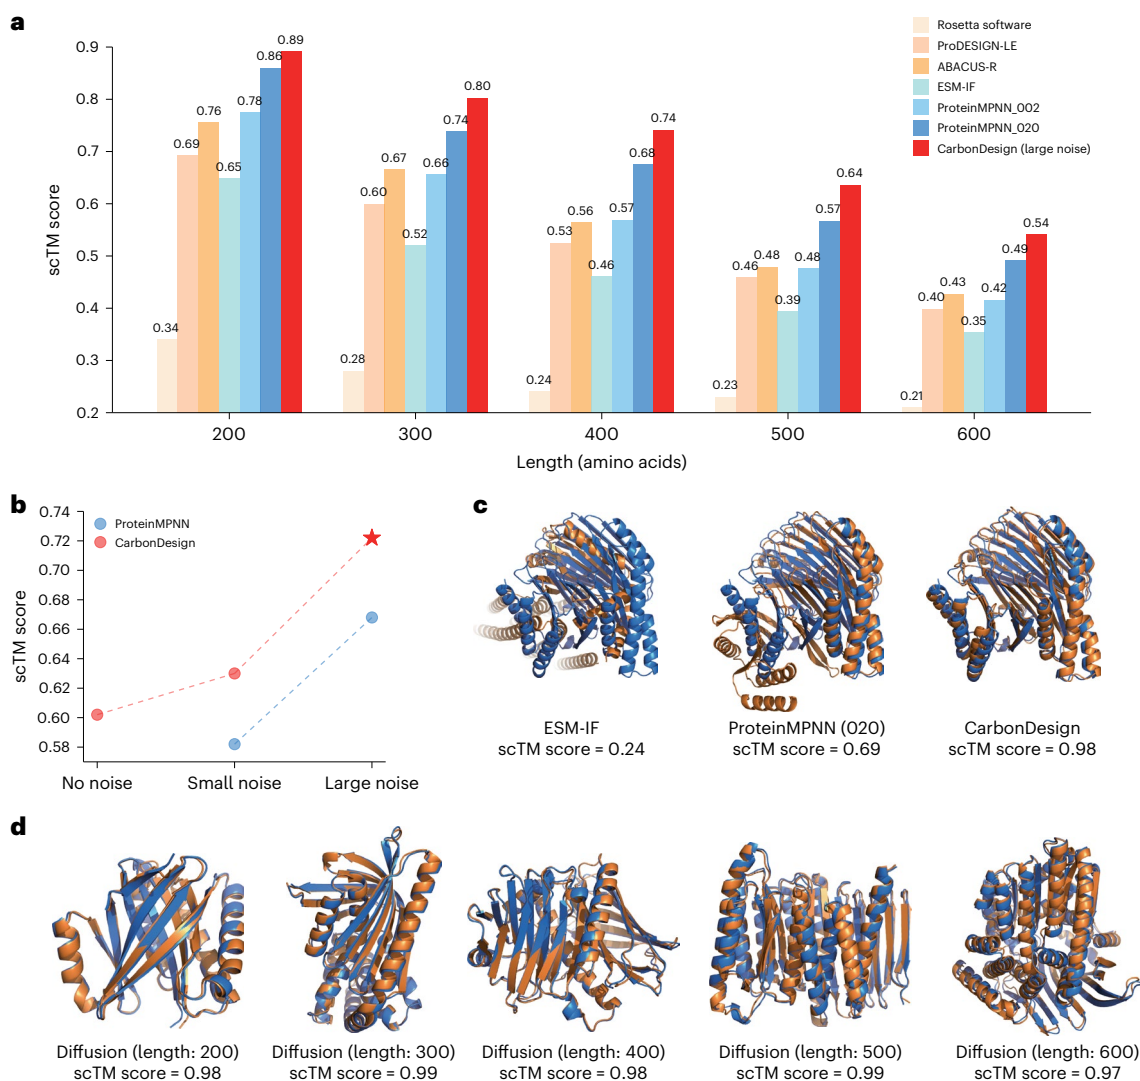 a
Rosetta software
ProDESIGN-LE
ABACUS-R
ESM-IF
ProteinMPNN_002
ProteinMPNN_020
CarbonDesign (large noise)
scTM score
0.9
0.8
0.7
0.6
0.5
0.4
0.3
0.2
0.34
0.69
0.76
0.65
0.78
0.86
0.89
0.28
0.60
0.67
0.52
0.66
0.74
0.80
0.24
0.53
0.56
0.46
0.57
0.68
0.74
0.23
0.46
0.48
0.39
0.48
0.57
0.64
0.21
0.40
0.43
0.35
0.42
0.49
0.54
200 300 400 500 600
Length (amino acids)
b
ProteinMPNN
CarbonDesign
scTM score
0.74
0.72
0.70
0.68
0.66
0.64
0.62
0.60
0.58
No noise Small noise Large noise
c
ESM-IF
scTM score = 0.24
ProteinMPNN (020)
scTM score = 0.69
CarbonDesign
scTM score = 0.98
d
Diffusion (length: 200)
scTM score = 0.98
Diffusion (length: 300)
scTM score = 0.99
Diffusion (length: 400)
scTM score = 0.98
Diffusion (length: 500)
scTM score = 0.99
Diffusion (length: 600)
scTM score = 0.97